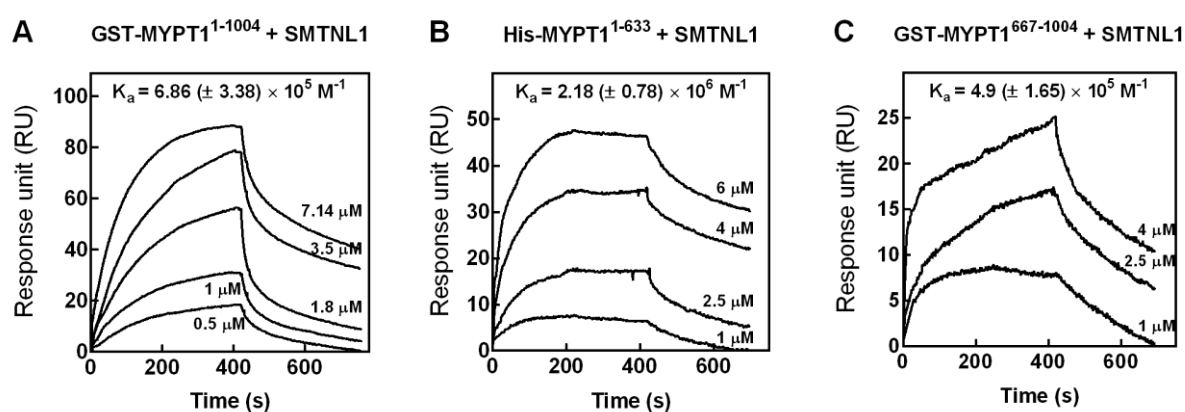 A GST-MYPT1^1-1004 + SMTNL1
Response unit (RU)
100
80
60
40
20
0
K_a = 6.86 (± 3.38) × 10^5 M^-1
7.14 μM
3.5 μM
1.8 μM
1 μM
0.5 μM
0 200 400 600
Time (s)
B His-MYPT1^1-633 + SMTNL1
Response unit (RU)
50
40
30
20
10
0
K_a = 2.18 (± 0.78) × 10^6 M^-1
6 μM
4 μM
2.5 μM
1 μM
0 200 400 600
Time (s)
C GST-MYPT1^667-1004 + SMTNL1
Response unit (RU)
25
20
15
10
5
0
K_a = 4.9 (± 1.65) × 10^5 M^-1
4 μM
2.5 μM
1 μM
0 200 400 600
Time (s)